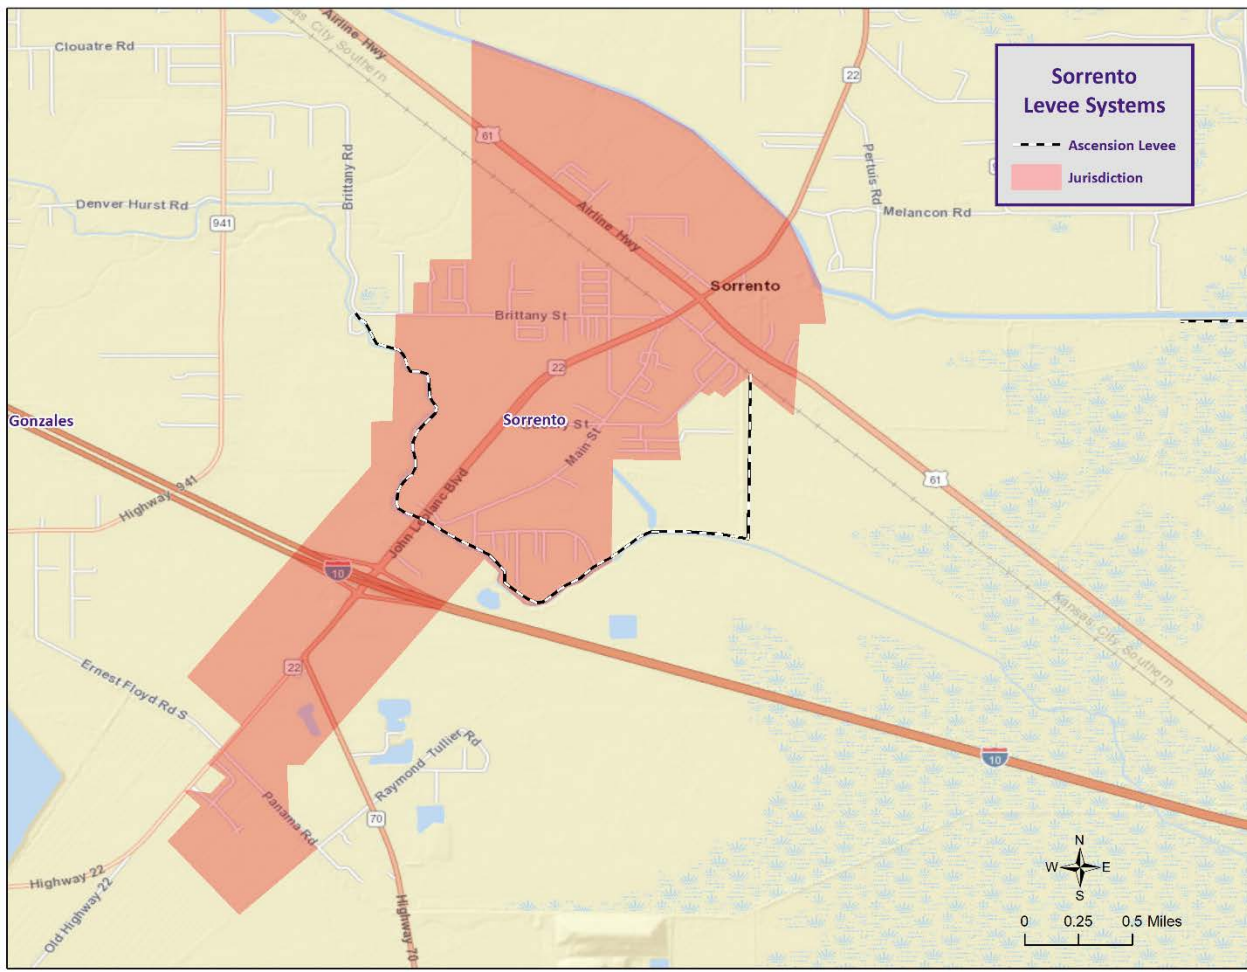 Clouatre Rd
Airline Hwy
Kansas City Southern
22
61
Sorrento
Levee Systems
Ascension Levee
Jurisdiction
Brittany Rd
Pertuis Rd
Denver Hurst Rd
941
Airline Hwy
Melancon Rd
Sorrento
Brittany St
22
Gonzales
Sorrento
Main St
John Leblanc Blvd
Highway 941
61
10
Kansas City Southern
22
Ernest Floyd Rd S
Raymond Tullier Rd
10
Panama Rd
70
Highway 22
Old Highway 22
Highway 70
N
W E
S
0 0.25 0.5 Miles